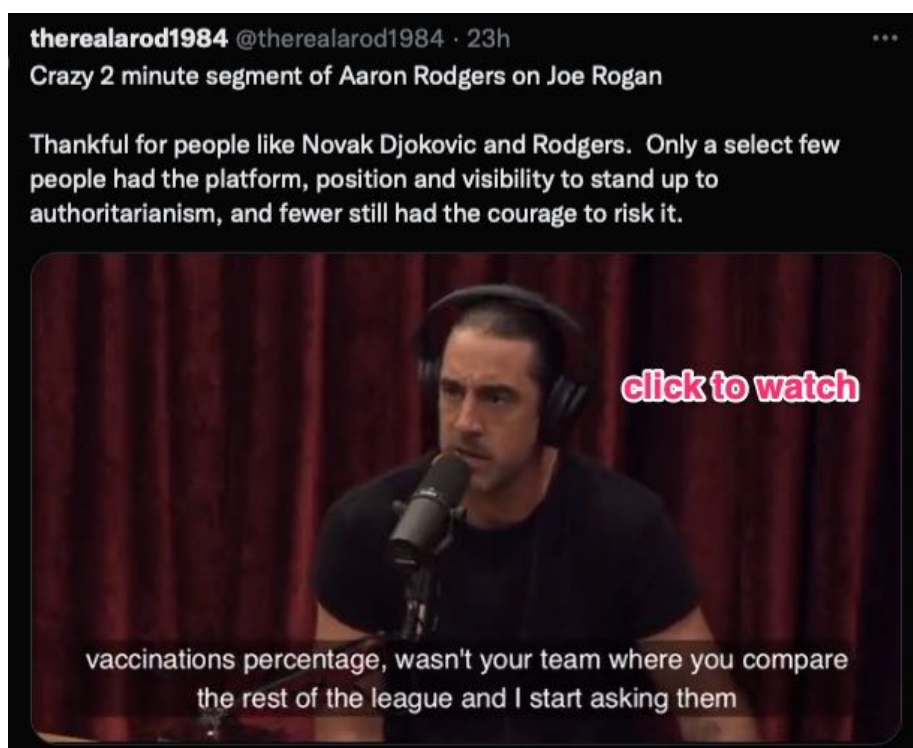 therealarod1984 @therealarod1984 · 23h
Crazy 2 minute segment of Aaron Rodgers on Joe Rogan
Thankful for people like Novak Djokovic and Rodgers. Only a select few
people had the platform, position and visibility to stand up to
authoritarianism, and fewer still had the courage to risk it.
click to watch
vaccinations percentage, wasn't your team where you compare
the rest of the league and I start asking them